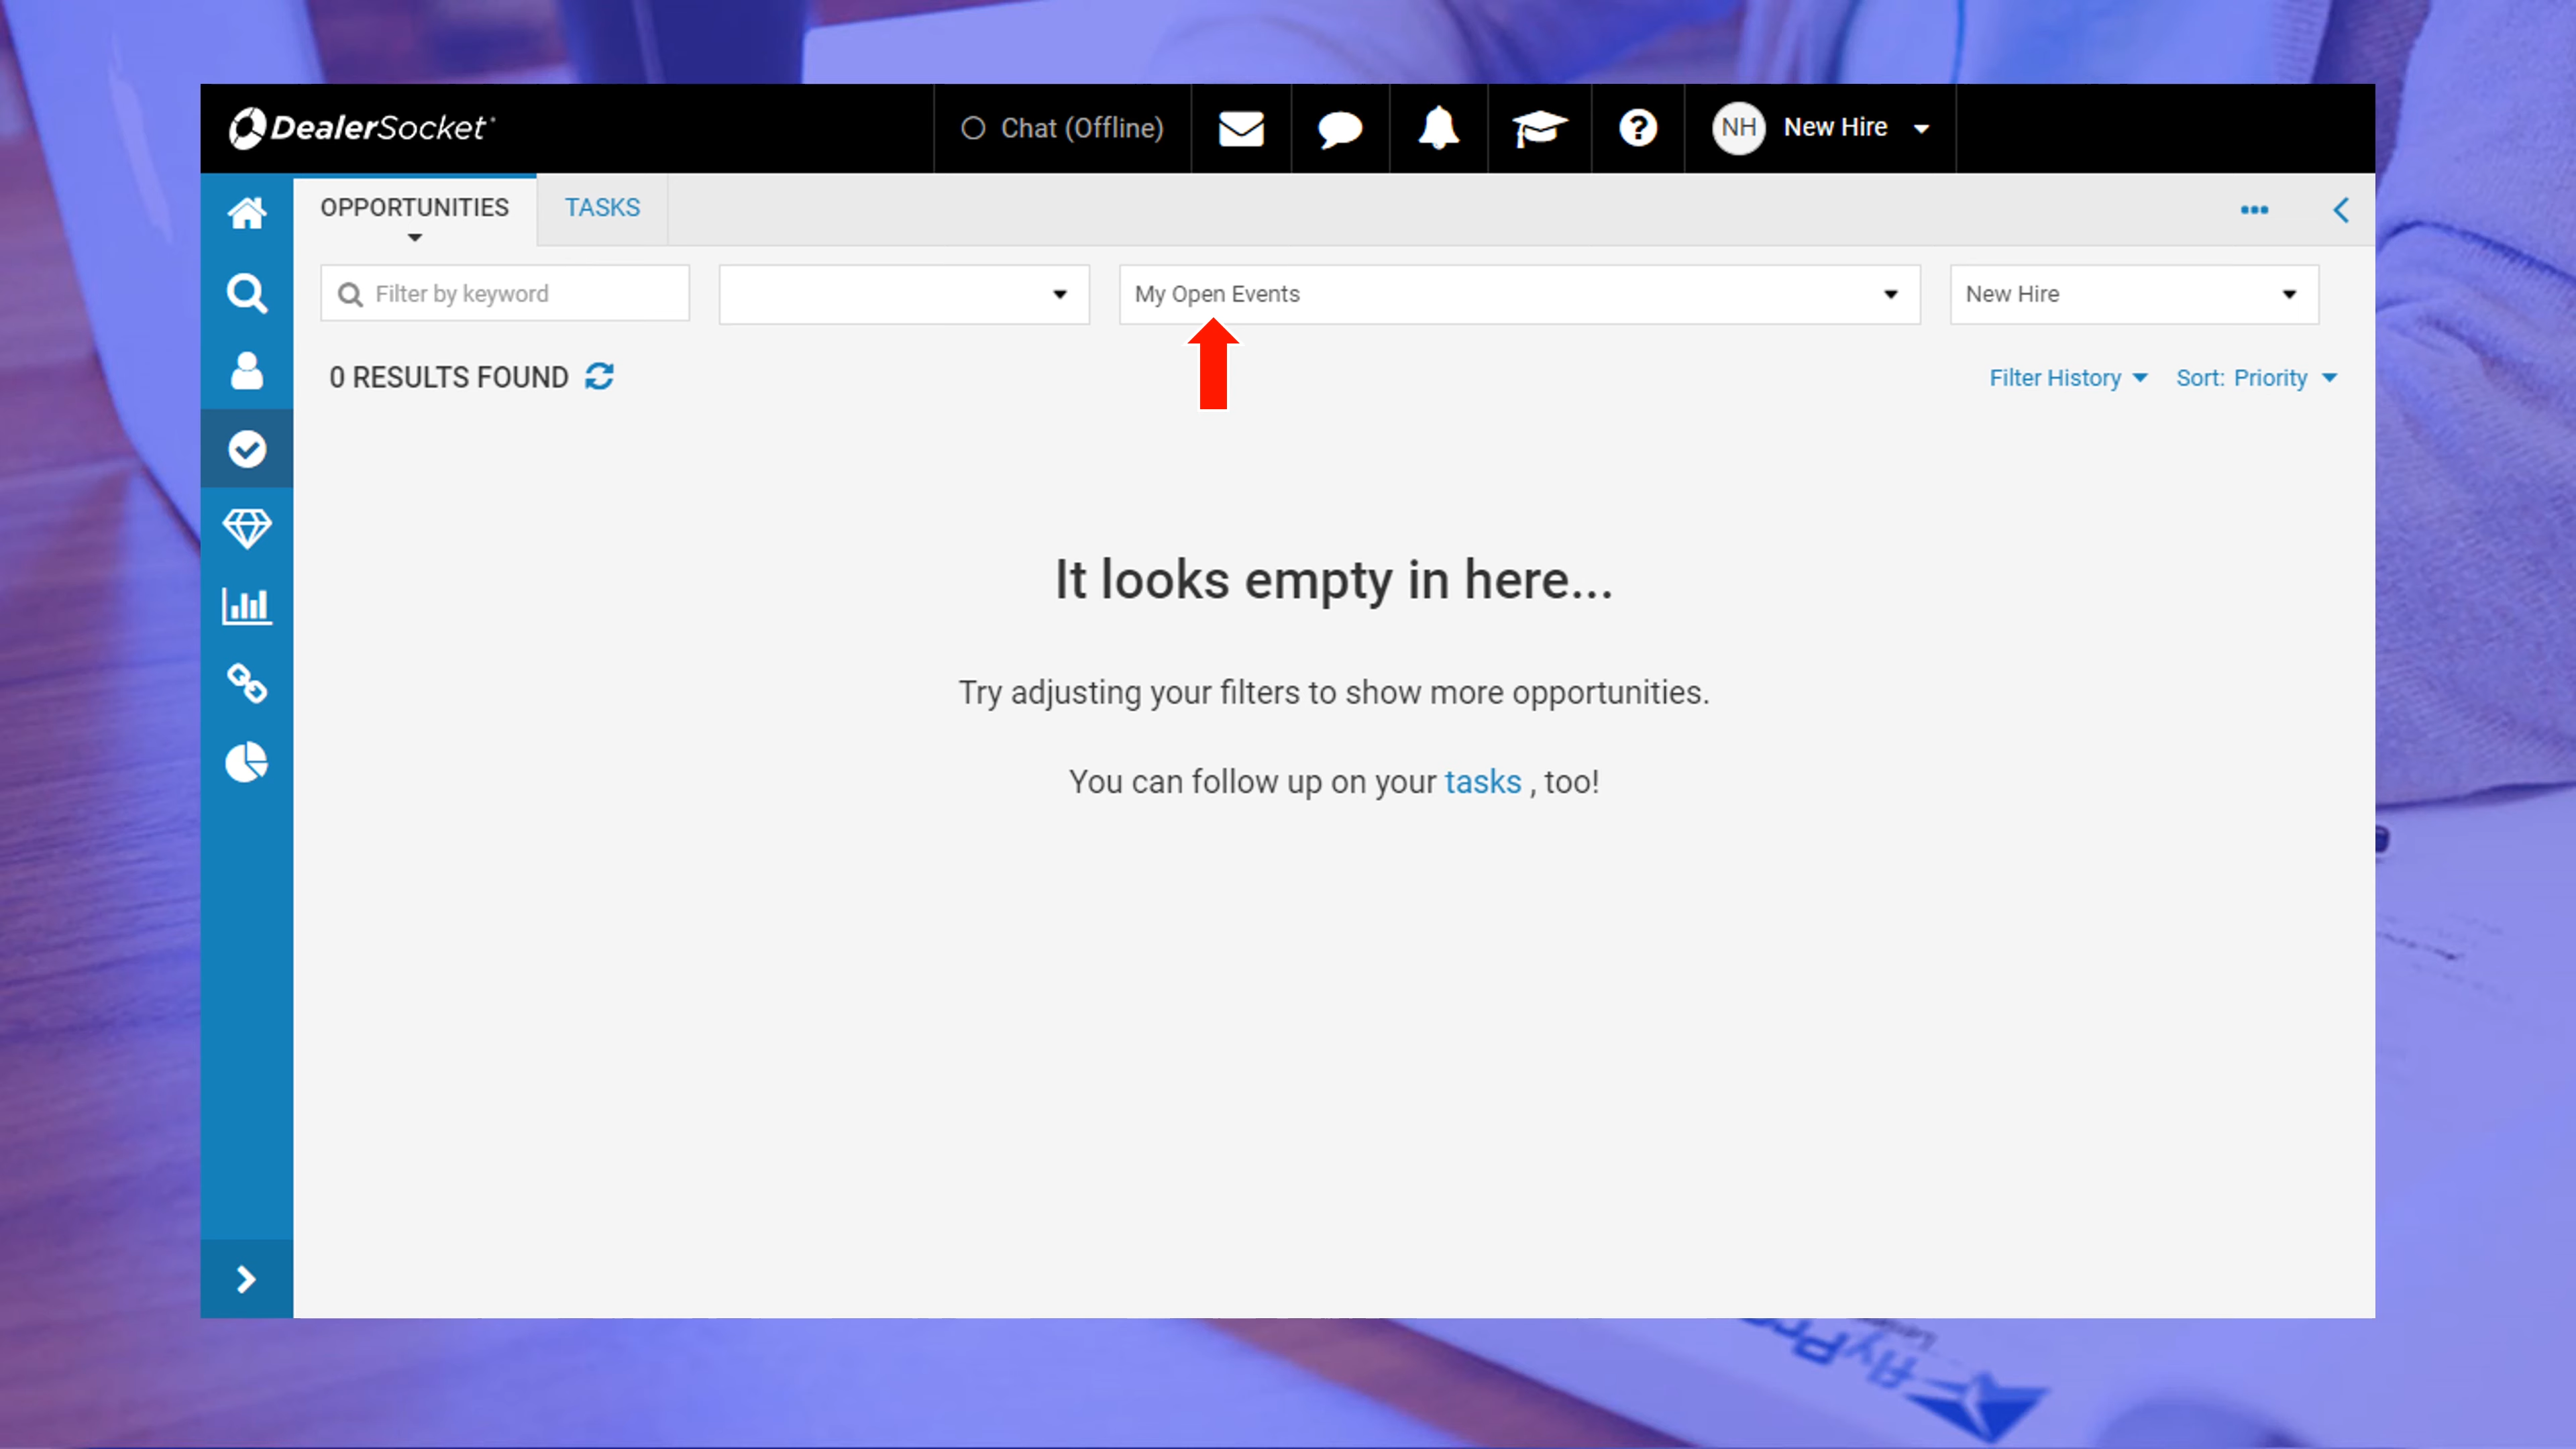 DealerSocket
Chat (Offline)
NH New Hire
OPPORTUNITIES
TASKS
Filter by keyword
My Open Events
New Hire
0 RESULTS FOUND
Filter History
Sort: Priority
It looks empty in here...
Try adjusting your filters to show more opportunities.
You can follow up on your tasks , too!